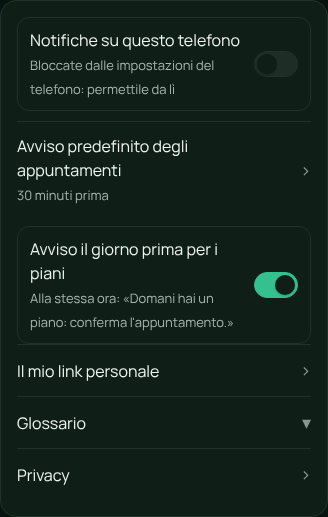 Notifiche su questo telefono
Bloccate dalle impostazioni del
telefono: permettile da lì
Avviso predefinito degli
appuntamenti
30 minuti prima
Avviso il giorno prima per i
piani
Alla stessa ora: «Domani hai un
piano: conferma l'appuntamento.»
Il mio link personale
Glossario
Privacy